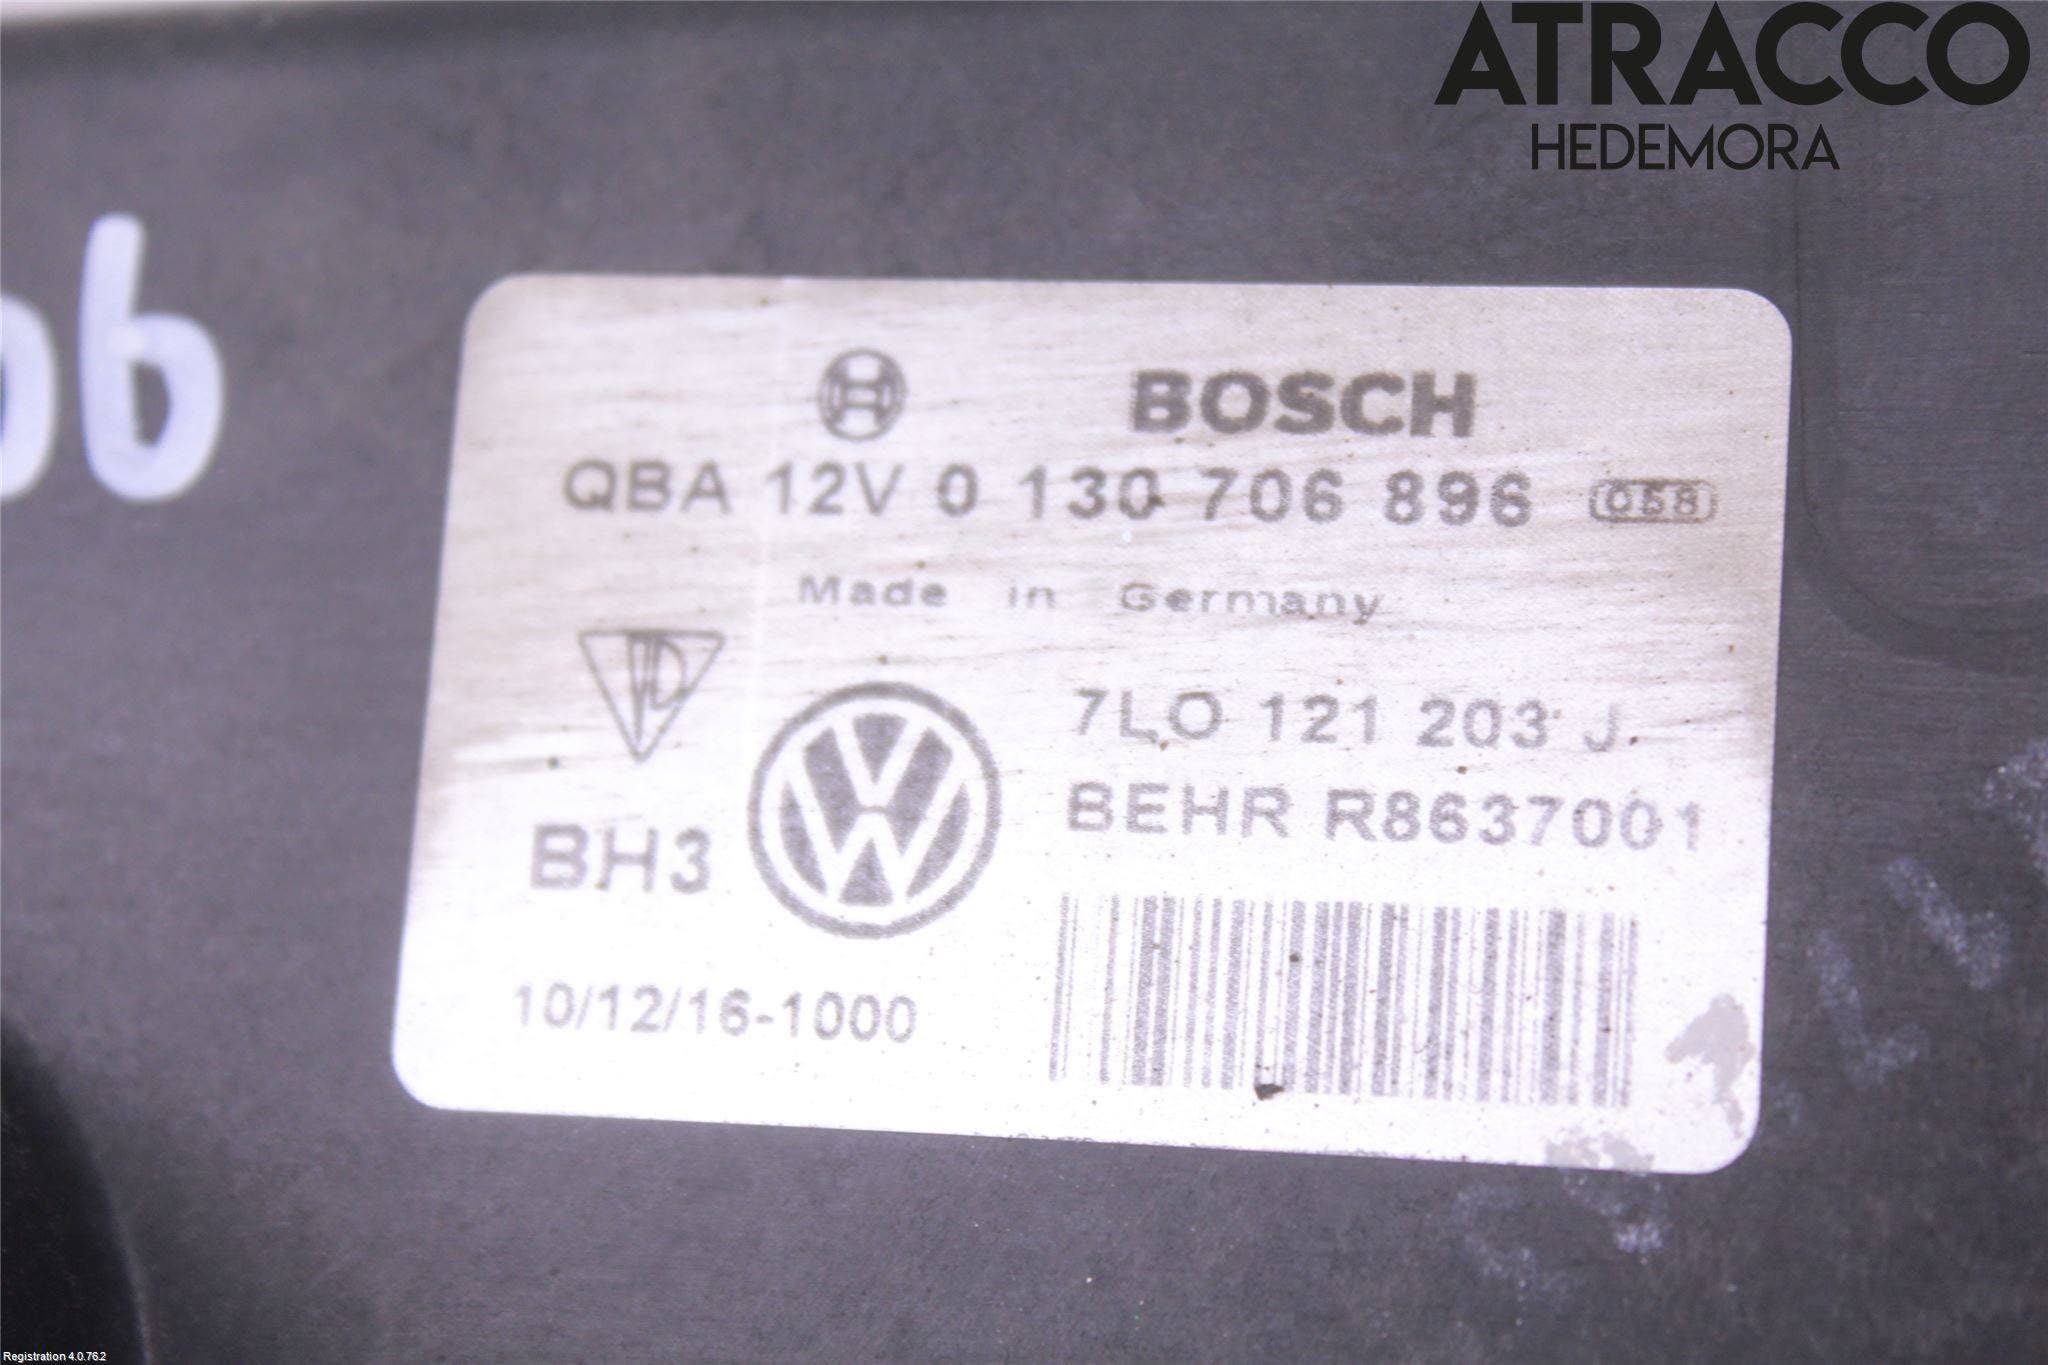 ATRACCO
HEDEMORA
BOSCH
QBA 12V 0 130 706 896 058
Made in Germany
7L0 121 203 J
BEHR R8637001
BH3
10/12/16-1000
Registration 4.0.76.2